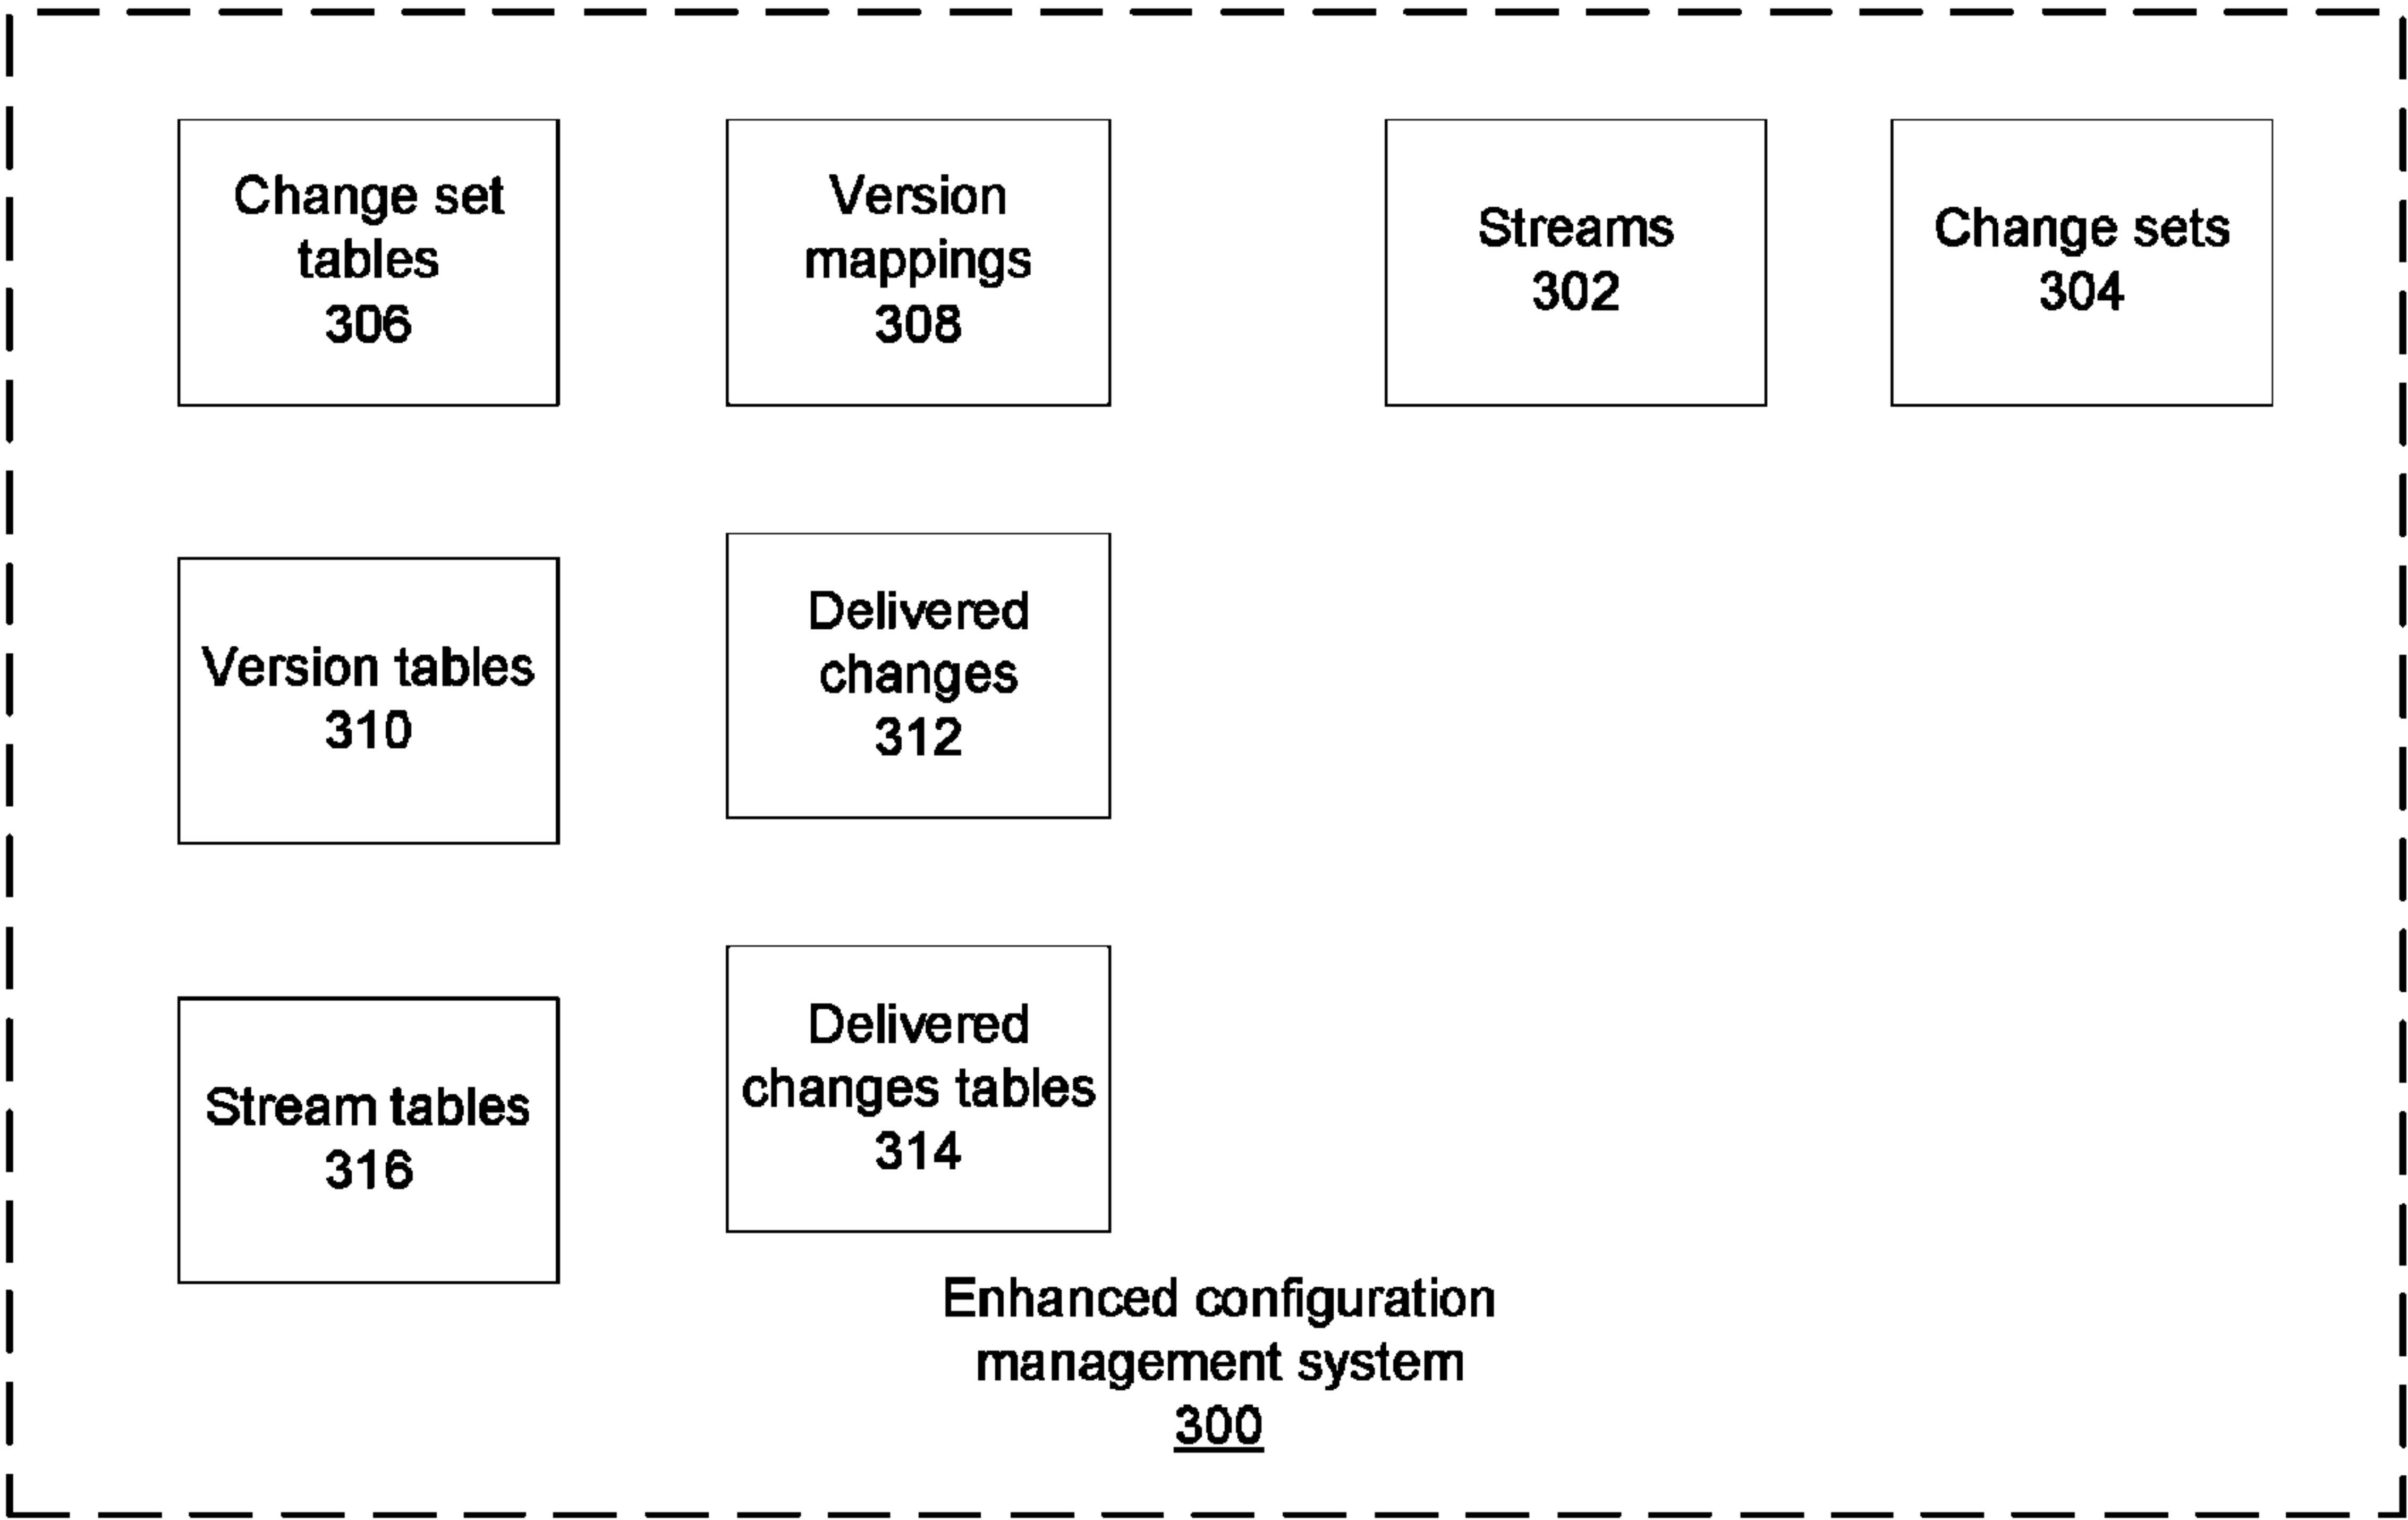 Change set
tables
306
Version
mappings
308
Streams
302
Change sets
304
Version tables
310
Delivered
changes
312
Stream tables
316
Delivered
changes tables
314
Enhanced configuration
management system
300